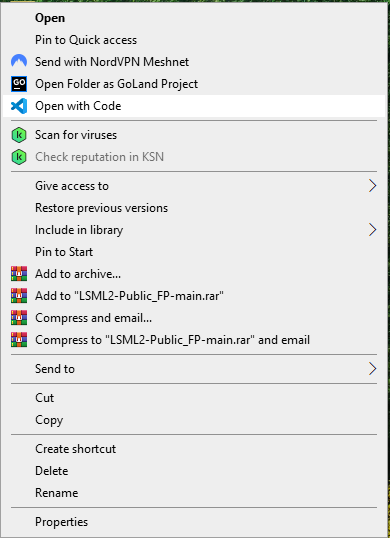 Open
Pin to Quick access
Send with NordVPN Meshnet
GO Open Folder as GoLand Project
Open with Code
k Scan for viruses
k Check reputation in KSN
Give access to
Restore previous versions
Include in library
Pin to Start
Add to archive...
Add to "LSML2-Public_FP-main.rar"
Compress and email...
Compress to "LSML2-Public_FP-main.rar" and email
Send to
Cut
Copy
Create shortcut
Delete
Rename
Properties